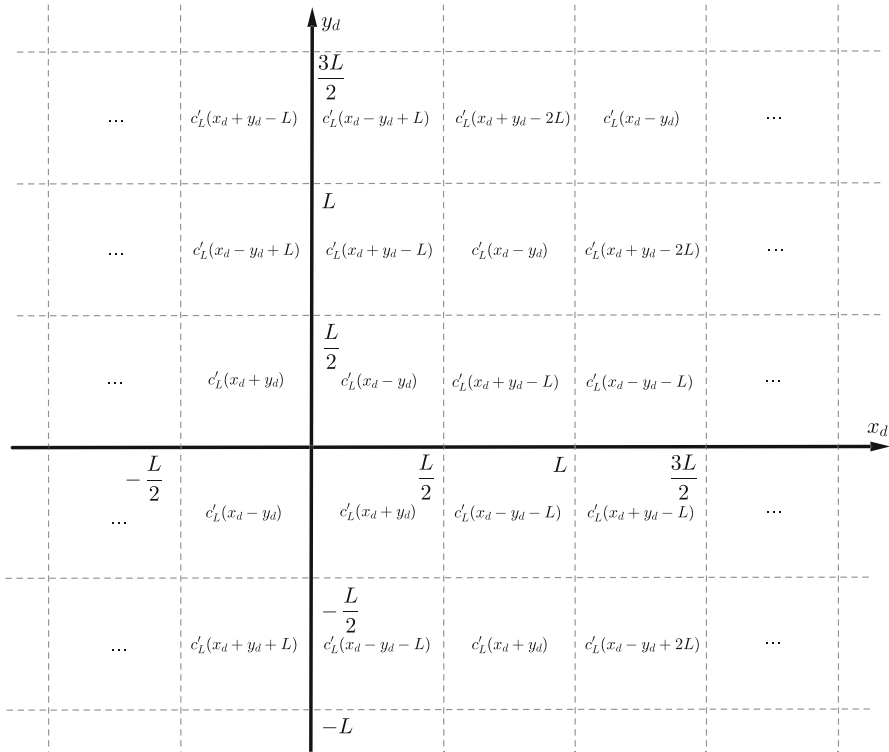 y_d
3L/2
... c′_L(x_d + y_d − L) c′_L(x_d − y_d + L) c′_L(x_d + y_d − 2L) c′_L(x_d − y_d) ...
L
... c′_L(x_d − y_d + L) c′_L(x_d + y_d − L) c′_L(x_d − y_d) c′_L(x_d + y_d − 2L) ...
L/2
... c′_L(x_d + y_d) c′_L(x_d − y_d) c′_L(x_d + y_d − L) c′_L(x_d − y_d − L) ...
x_d
−L/2 L/2 L 3L/2
... c′_L(x_d − y_d) c′_L(x_d + y_d) c′_L(x_d − y_d − L) c′_L(x_d + y_d − L) ...
−L/2
... c′_L(x_d + y_d + L) c′_L(x_d − y_d − L) c′_L(x_d + y_d) c′_L(x_d − y_d + 2L) ...
−L